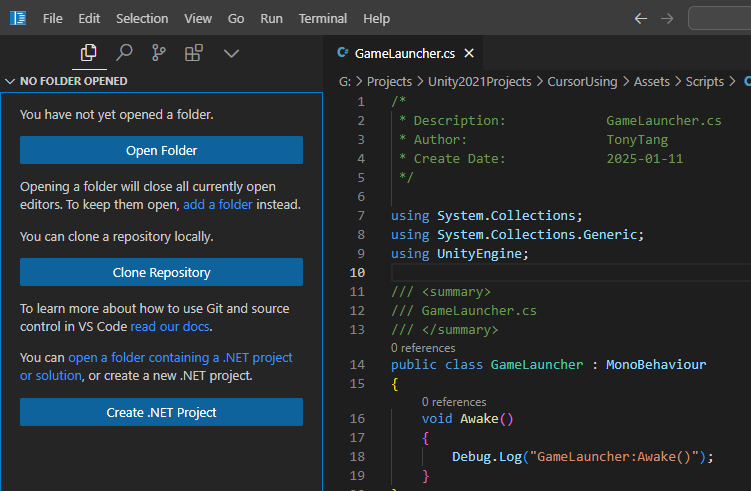 File Edit Selection View Go Run Terminal Help
GameLauncher.cs
NO FOLDER OPENED
You have not yet opened a folder.
Open Folder
Opening a folder will close all currently open
editors. To keep them open, add a folder instead.
You can clone a repository locally.
Clone Repository
To learn more about how to use Git and source
control in VS Code read our docs.
You can open a folder containing a .NET project
or solution, or create a new .NET project.
Create .NET Project
G: > Projects > Unity2021Projects > CursorUsing > Assets > Scripts >
1 /*
2 * Description: GameLauncher.cs
3 * Author: TonyTang
4 * Create Date: 2025-01-11
5 */
6
7 using System.Collections;
8 using System.Collections.Generic;
9 using UnityEngine;
10
11 /// <summary>
12 /// GameLauncher.cs
13 /// </summary>
0 references
14 public class GameLauncher : MonoBehaviour
15 {
0 references
16 void Awake()
17 {
18 Debug.Log("GameLauncher:Awake()");
19 }